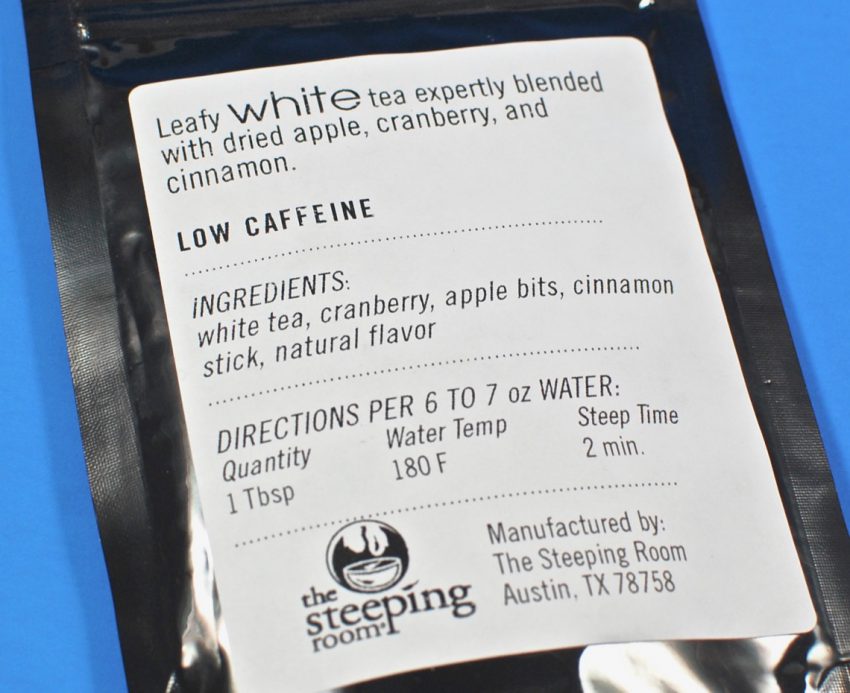 Leafy white tea expertly blended
with dried apple, cranberry, and
cinnamon.
LOW CAFFEINE
INGREDIENTS:
white tea, cranberry, apple bits, cinnamon
stick, natural flavor
DIRECTIONS PER 6 TO 7 oz WATER:
Quantity Water Temp Steep Time
1 Tbsp 180 F 2 min.
the
steeping
room
Manufactured by:
The Steeping Room
Austin, TX 78758